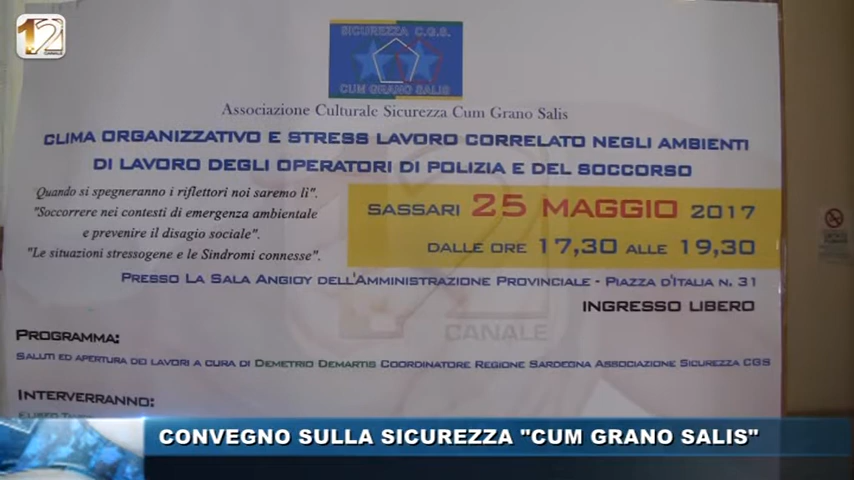 12
CANALE
SICUREZZA C.G.S.
CUM GRANO SALIS
Associazione Culturale Sicurezza Cum Grano Salis
CLIMA ORGANIZZATIVO E STRESS LAVORO CORRELATO NEGLI AMBIENTI
DI LAVORO DEGLI OPERATORI DI POLIZIA E DEL SOCCORSO
Quando si spegneranno i riflettori noi saremo lì".
"Soccorrere nei contesti di emergenza ambientale
e prevenire il disagio sociale".
"Le situazioni stressogene e le Sindromi connesse".
SASSARI 25 MAGGIO 2017
DALLE ORE 17,30 ALLE 19,30
PRESSO LA SALA ANGIOY DELL'AMMINISTRAZIONE PROVINCIALE - PIAZZA D'ITALIA N. 31
INGRESSO LIBERO
12
CANALE
PROGRAMMA:
SALUTI ED APERTURA DEI LAVORI A CURA DI DEMETRIO DEMARTIS COORDINATORE REGIONE SARDEGNA ASSOCIAZIONE SICUREZZA CGS
INTERVERRANNO:
CONVEGNO SULLA SICUREZZA "CUM GRANO SALIS"